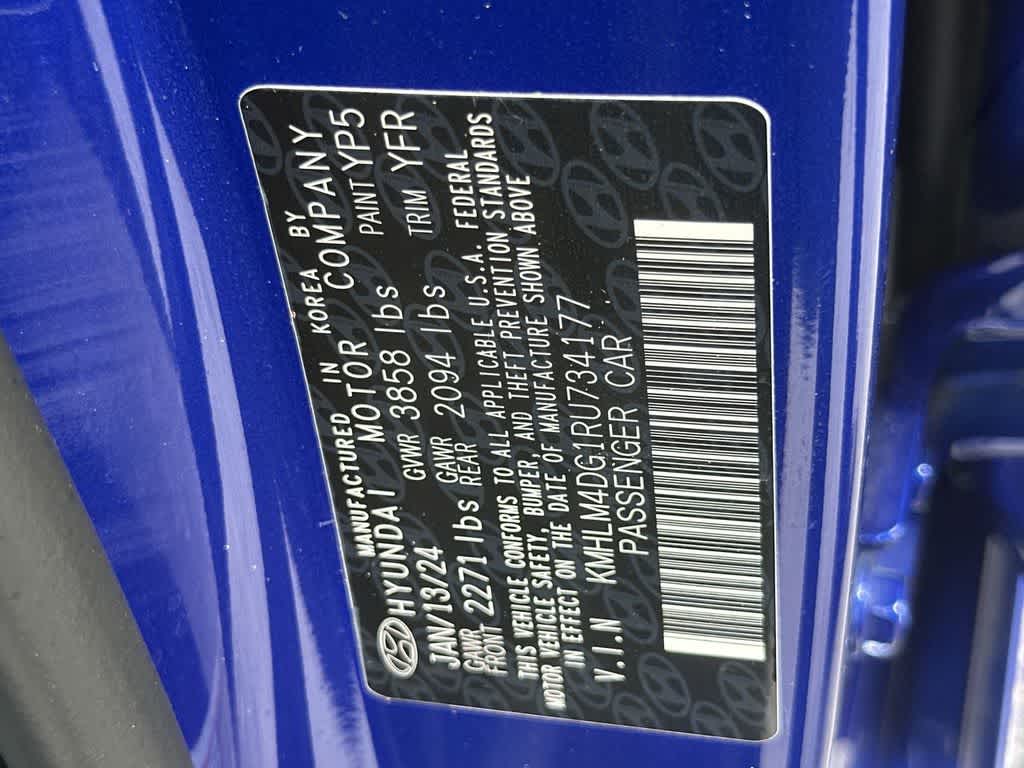 MANUFACTURED IN KOREA BY
HYUNDAI MOTOR COMPANY
JAN/13/24 GVWR 3858 lbs PAINT YP5
GAWR FRONT 2271 lbs GAWR REAR 2094 lbs TRIM YFR
THIS VEHICLE CONFORMS TO ALL APPLICABLE U.S.A. FEDERAL
MOTOR VEHICLE SAFETY, BUMPER, AND THEFT PREVENTION STANDARDS
IN EFFECT ON THE DATE OF MANUFACTURE SHOWN ABOVE
V.I.N KMHLM4DG1RU734177
PASSENGER CAR